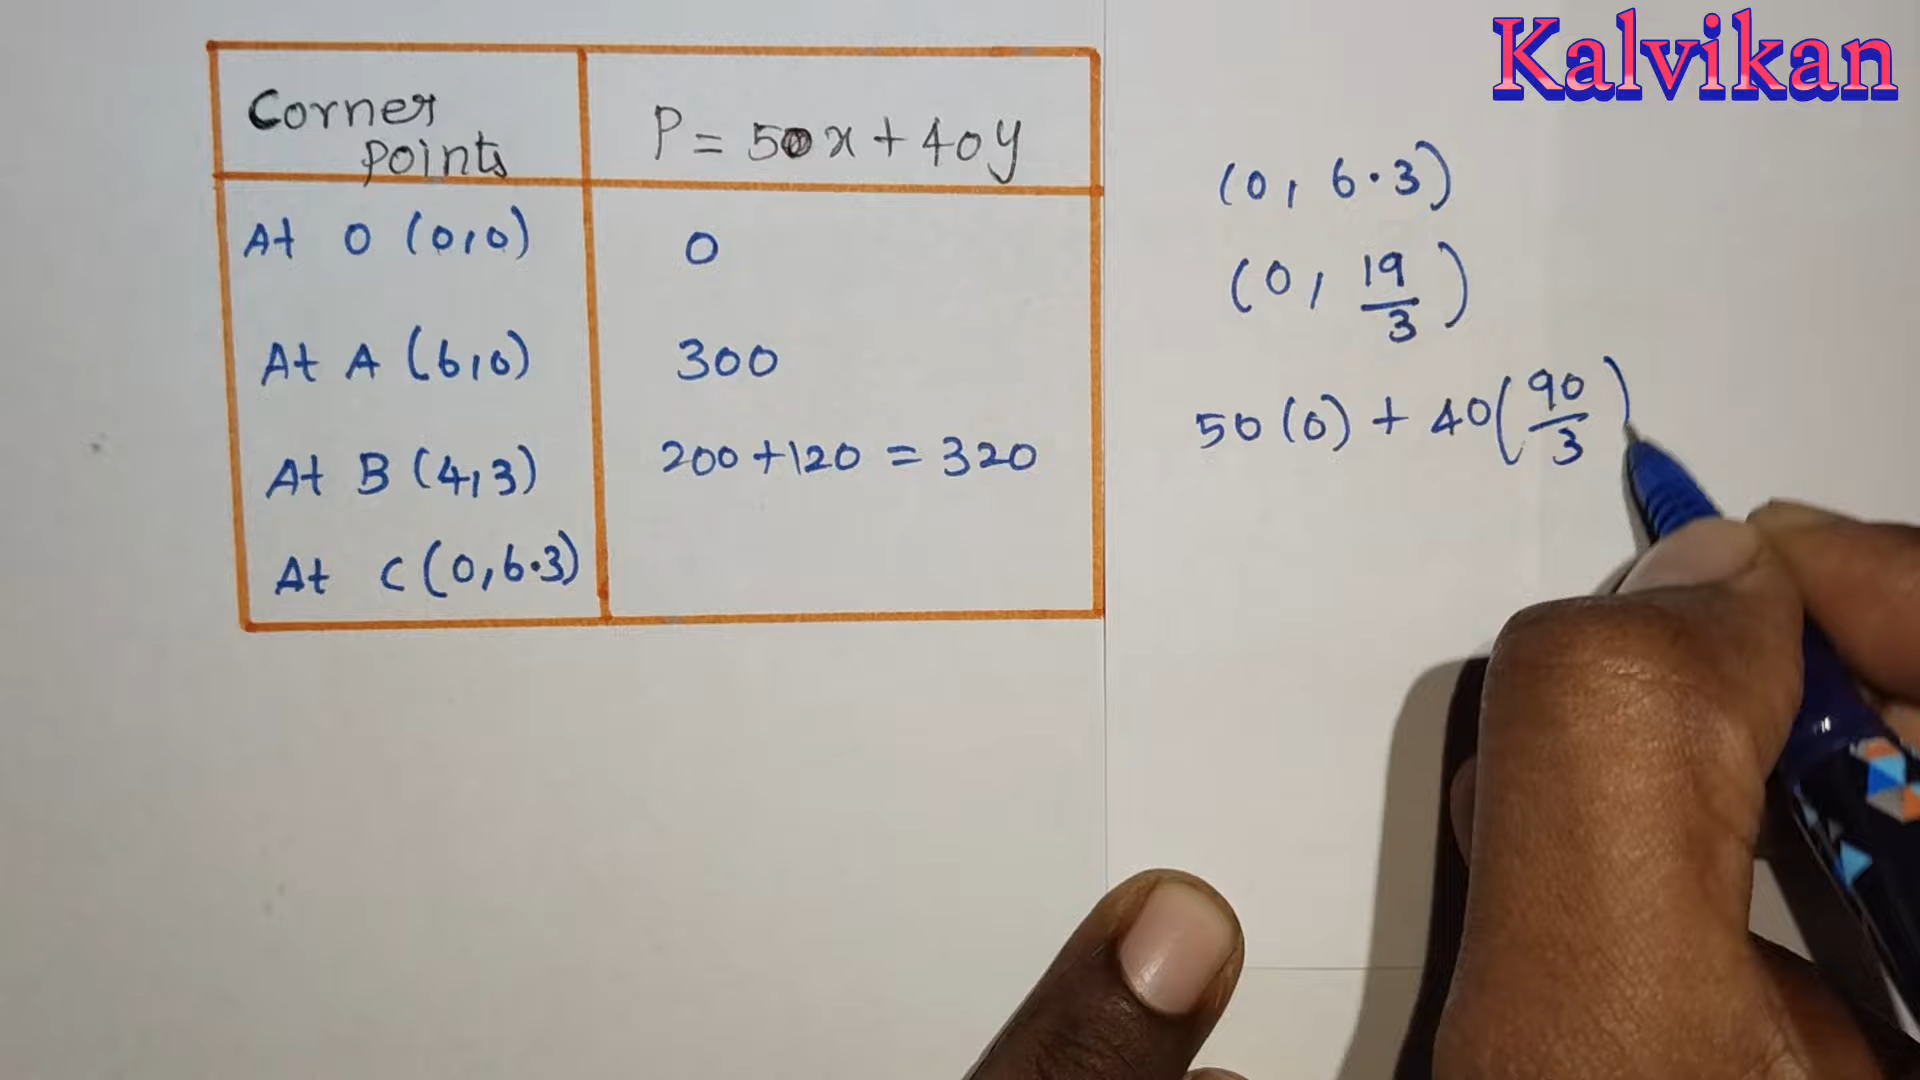 Kalvikan
Corner points
P = 50x + 40y
At O (0,0)
0
At A (6,0)
300
At B (4,3)
200+120 = 320
At C (0,6·3)
(0, 6·3)
(0, 19/3)
50(0) + 40(90/3)